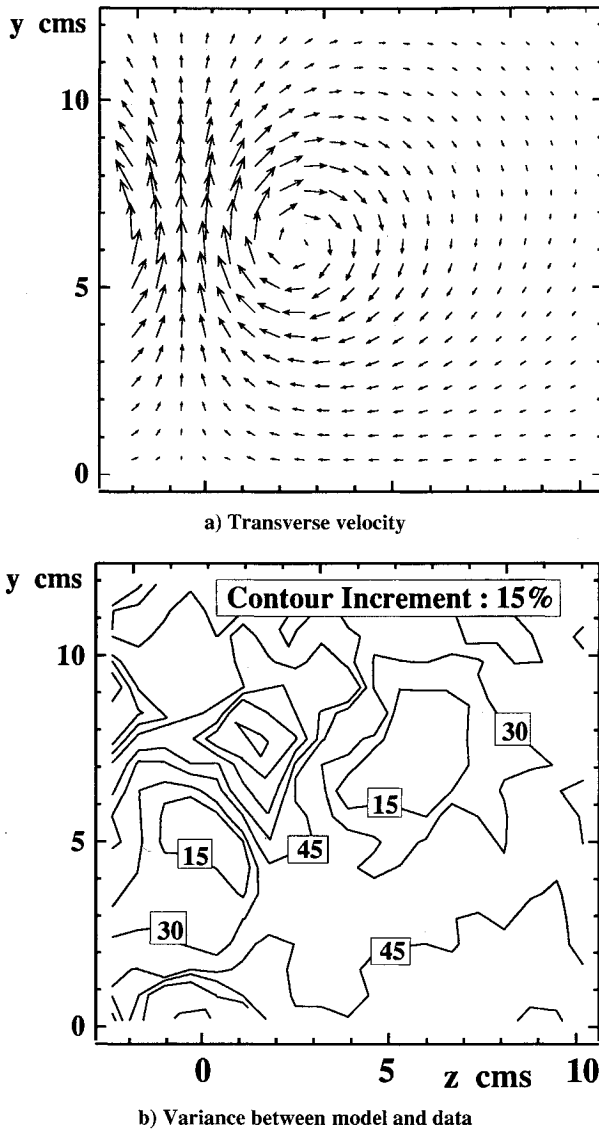 y cms
10
5
0
a) Transverse velocity
y cms
Contour Increment : 15%
10
30
15
5
15
45
30
45
0
0
5
z cms
10
b) Variance between model and data